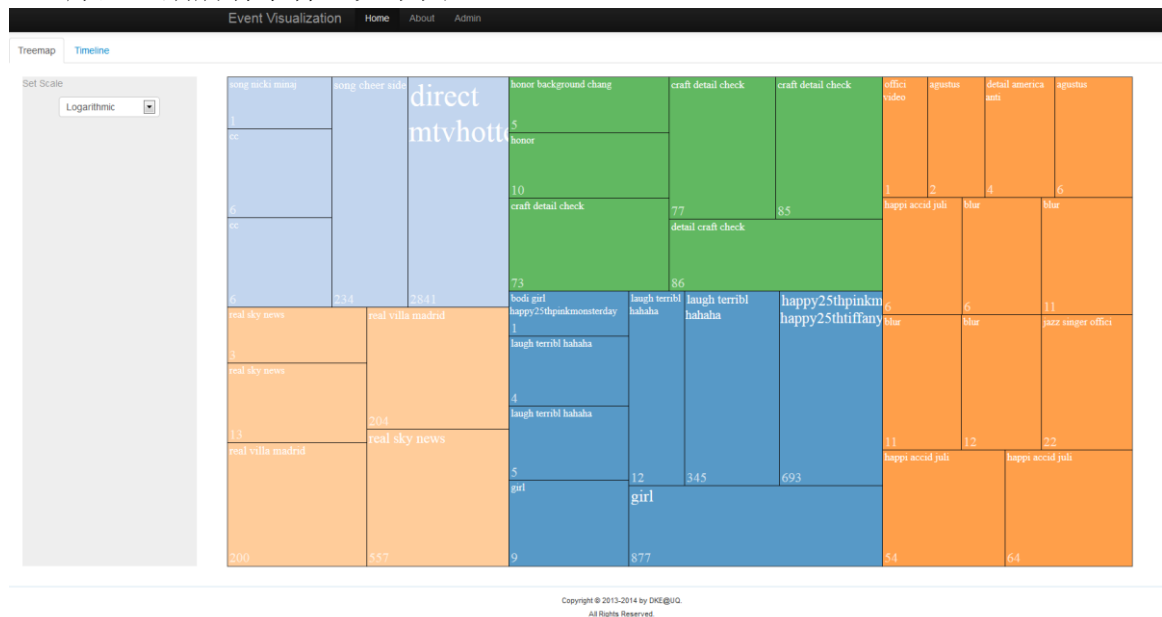 Event Visualization Home About Admin
Treemap Timeline
Set Scale
Logarithmic
song nicki minaj
1
cc
6
cc
6
song cheer side
234
direct
mtvhotte
2841
real sky news
3
real sky news
13
real villa madrid
200
real villa madrid
204
real sky news
557
honor background chang
5
honor
10
craft detail check
73
craft detail check
77
craft detail check
85
detail craft check
86
bodi girl
happy25thpinkmonsterday
1
laugh terribl hahaha
4
laugh terribl hahaha
5
girl
9
laugh terribl
hahaha
12
laugh terribl
hahaha
345
happy25thpinkm
happy25thtiffany
693
girl
877
offici
video
1
agustus
2
detail america
anti
4
agustus
6
happi accid juli
6
blur
6
blur
11
blur
11
blur
12
jazz singer offici
22
happi accid juli
54
happi accid juli
64
Copyright © 2013-2014 by DKE@UQ.
All Rights Reserved.